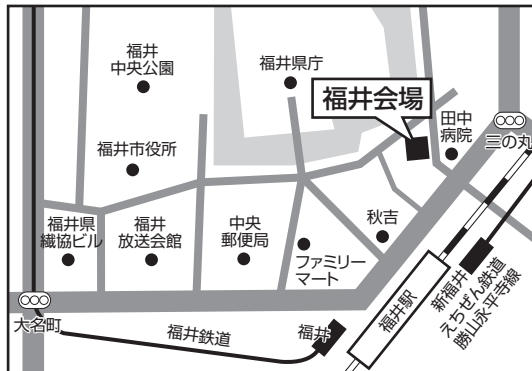 福井
中央公園
福井県庁
福井会場
田中
病院
三の丸
福井市役所
福井県
繊協ビル
福井
放送会館
中央
郵便局
秋吉
ファミリー
マート
新福井
えちぜん鉄道
勝山永平寺線
福井駅
大名町
福井鉄道
福井